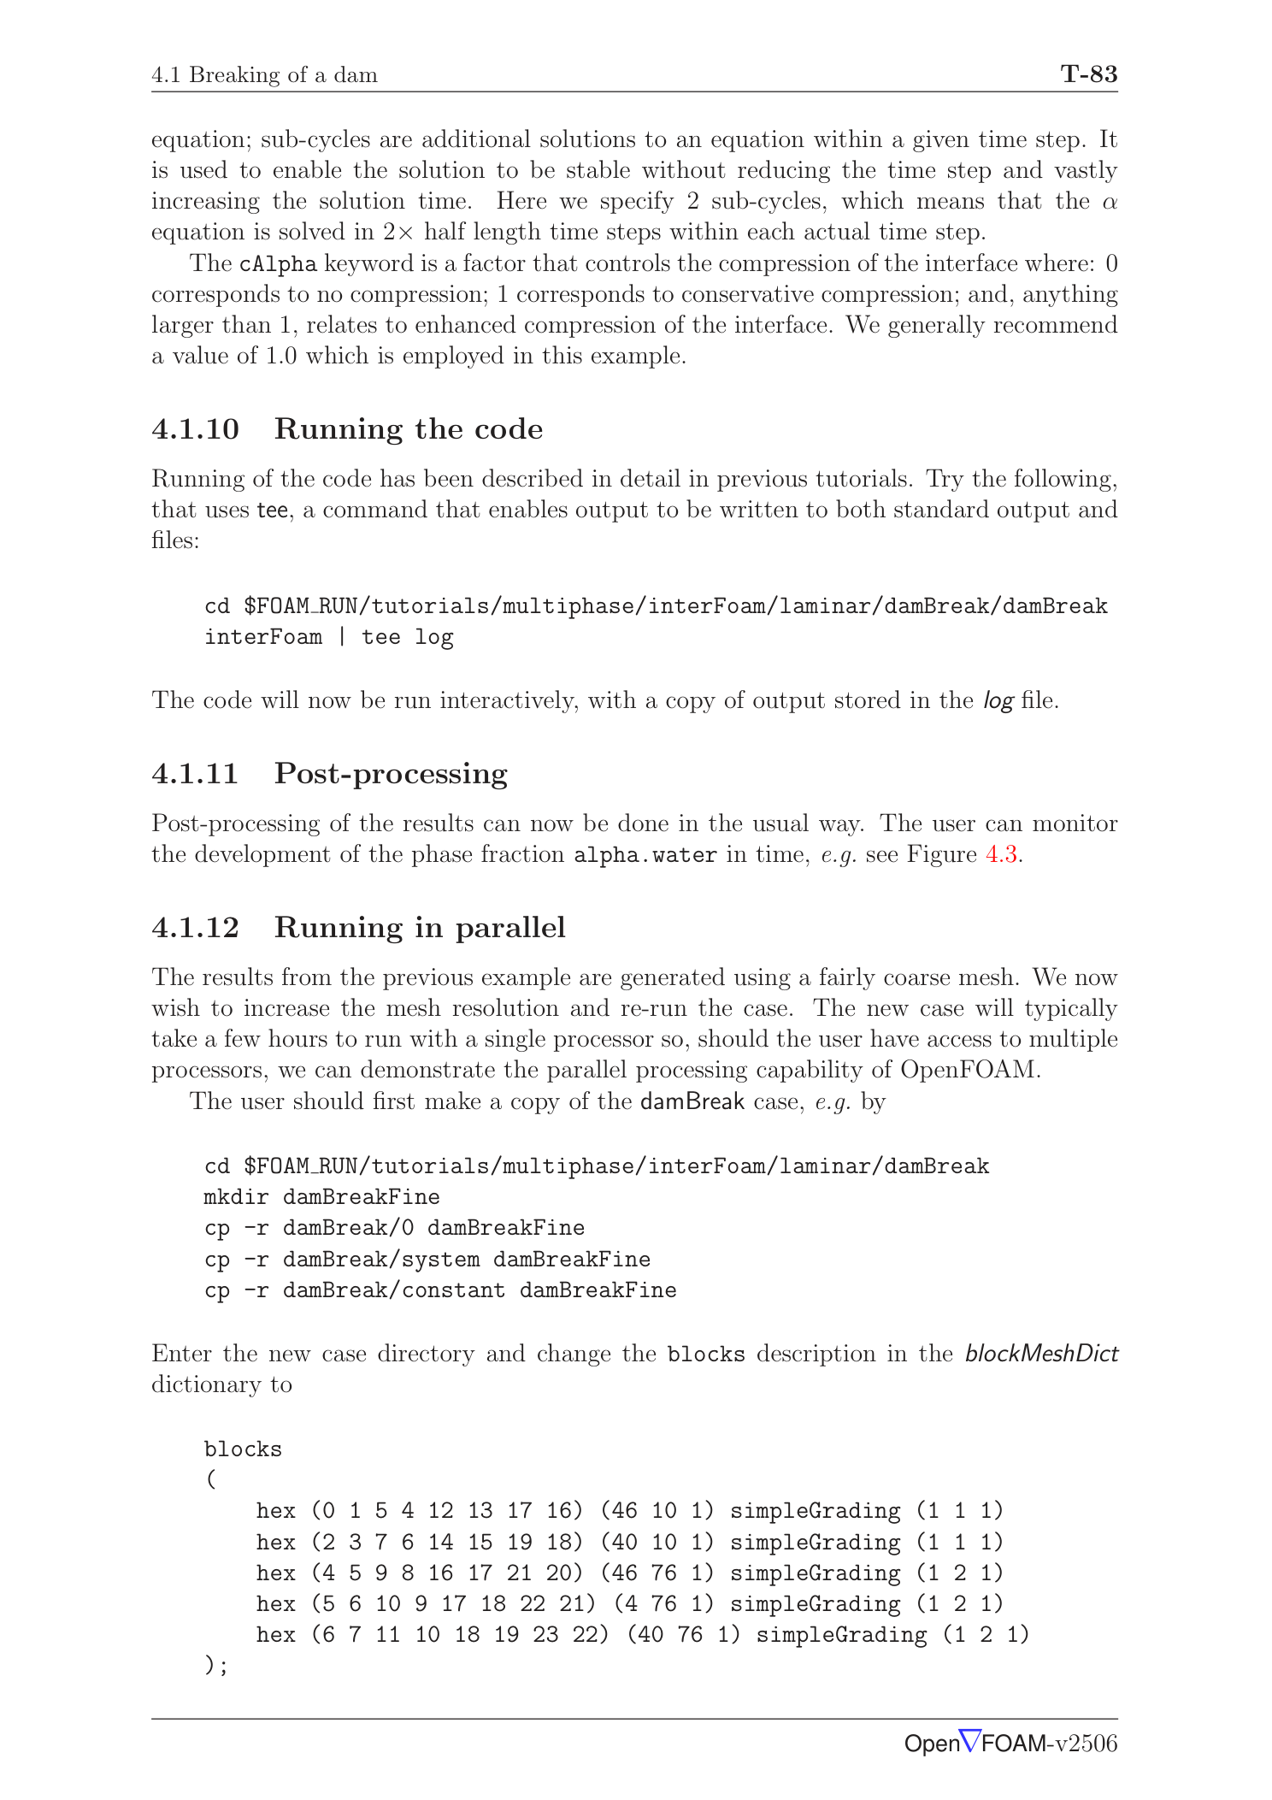 4.1 Breaking of a dam T-83
equation; sub-cycles are additional solutions to an equation within a given time step. It
is used to enable the solution to be stable without reducing the time step and vastly
increasing the solution time. Here we specify 2 sub-cycles, which means that the α
equation is solved in 2× half length time steps within each actual time step.
The cAlpha keyword is a factor that controls the compression of the interface where: 0
corresponds to no compression; 1 corresponds to conservative compression; and, anything
larger than 1, relates to enhanced compression of the interface. We generally recommend
a value of 1.0 which is employed in this example.
4.1.10 Running the code
Running of the code has been described in detail in previous tutorials. Try the following,
that uses tee, a command that enables output to be written to both standard output and
files:
cd $FOAM_RUN/tutorials/multiphase/interFoam/laminar/damBreak/damBreak
interFoam | tee log
The code will now be run interactively, with a copy of output stored in the log file.
4.1.11 Post-processing
Post-processing of the results can now be done in the usual way. The user can monitor
the development of the phase fraction alpha.water in time, e.g. see Figure 4.3.
4.1.12 Running in parallel
The results from the previous example are generated using a fairly coarse mesh. We now
wish to increase the mesh resolution and re-run the case. The new case will typically
take a few hours to run with a single processor so, should the user have access to multiple
processors, we can demonstrate the parallel processing capability of OpenFOAM.
The user should first make a copy of the damBreak case, e.g. by
cd $FOAM_RUN/tutorials/multiphase/interFoam/laminar/damBreak
mkdir damBreakFine
cp -r damBreak/0 damBreakFine
cp -r damBreak/system damBreakFine
cp -r damBreak/constant damBreakFine
Enter the new case directory and change the blocks description in the blockMeshDict
dictionary to
blocks
(
hex (0 1 5 4 12 13 17 16) (46 10 1) simpleGrading (1 1 1)
hex (2 3 7 6 14 15 19 18) (40 10 1) simpleGrading (1 1 1)
hex (4 5 9 8 16 17 21 20) (46 76 1) simpleGrading (1 2 1)
hex (5 6 10 9 17 18 22 21) (4 76 1) simpleGrading (1 2 1)
hex (6 7 11 10 18 19 23 22) (40 76 1) simpleGrading (1 2 1)
);
Open∇FOAM-v2506